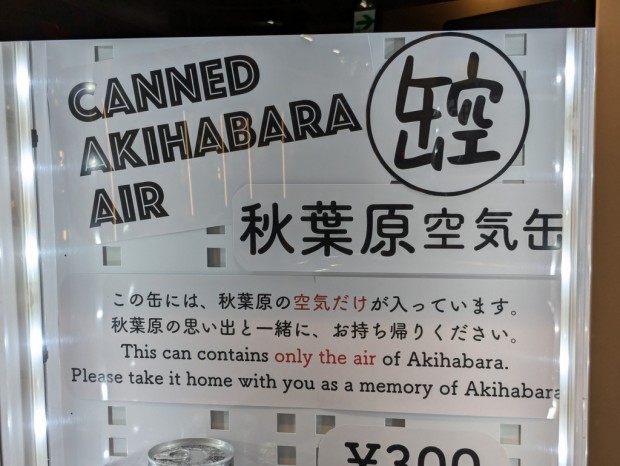 CANNED
AKIHABARA
AIR
缶空
秋葉原空気缶
この缶には、秋葉原の空気だけが入っています。
秋葉原の思い出と一緒に、お持ち帰りください。
This can contains only the air of Akihabara.
Please take it home with you as a memory of Akihabara
¥300